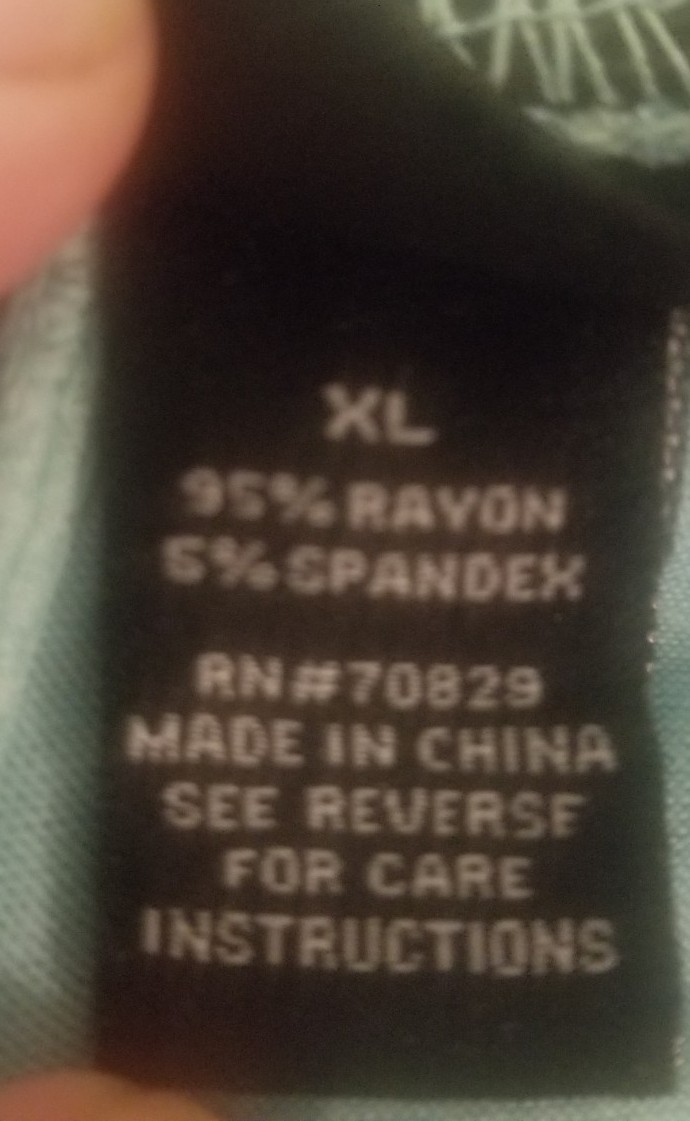 XL
95% RAYON
5% SPANDEX
RN#70829
MADE IN CHINA
SEE REVERSE
FOR CARE
INSTRUCTIONS